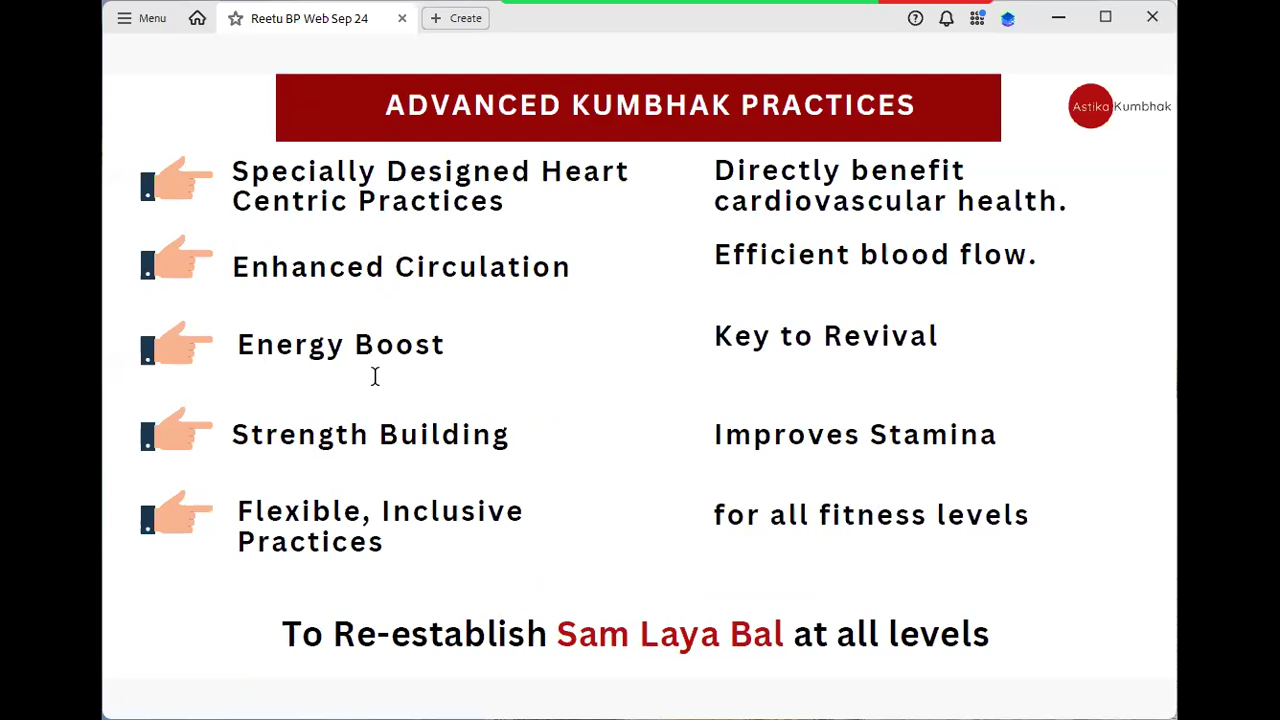 Menu
Reetu BP Web Sep 24
Create
ADVANCED KUMBHAK PRACTICES
Astika Kumbhak
Specially Designed Heart
Centric Practices
Directly benefit
cardiovascular health.
Enhanced Circulation
Efficient blood flow.
Energy Boost
Key to Revival
Strength Building
Improves Stamina
Flexible, Inclusive
Practices
for all fitness levels
To Re-establish Sam Laya Bal at all levels